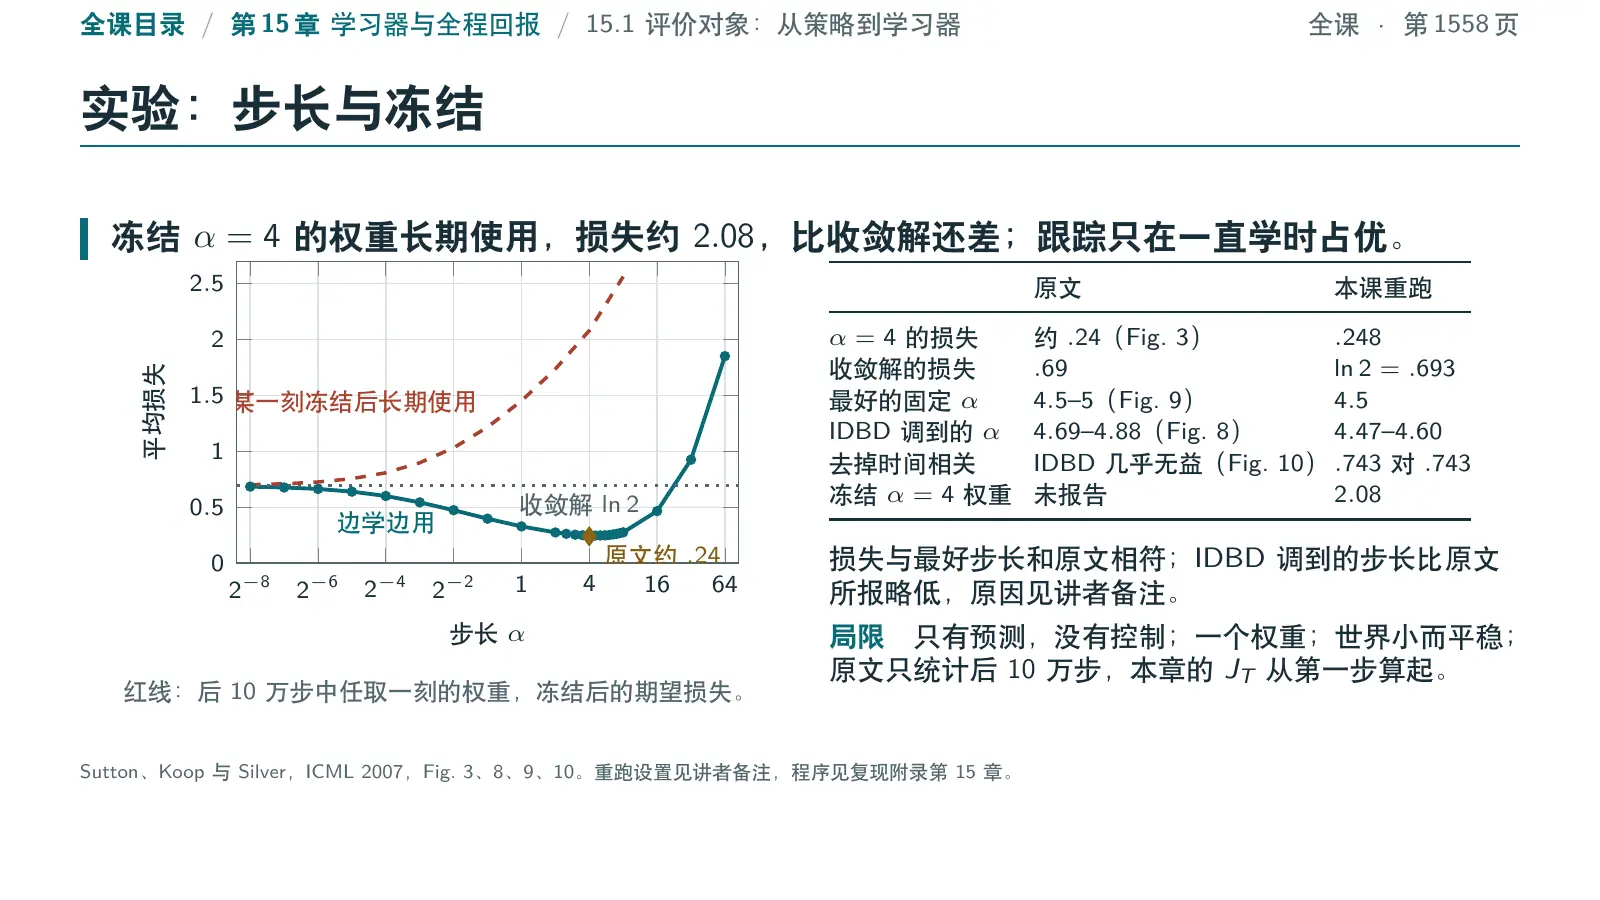 全课目录 / 第 15 章 学习器与全程回报 / 15.1 评价对象：从策略到学习器
全课 · 第 1558 页
实验：步长与冻结
冻结 α = 4 的权重长期使用，损失约 2.08，比收敛解还差；跟踪只在一直学时占优。
2.5
2
1.5
1
0.5
0
平均损失
某一刻冻结后长期使用
收敛解 ln 2
边学边用
原文约 .24
2⁻⁸ 2⁻⁶ 2⁻⁴ 2⁻² 1 4 16 64
步长 α
红线：后 10 万步中任取一刻的权重，冻结后的期望损失。
原文 本课重跑
α = 4 的损失 约 .24（Fig. 3） .248
收敛解的损失 .69 ln 2 = .693
最好的固定 α 4.5–5（Fig. 9） 4.5
IDBD 调到的 α 4.69–4.88（Fig. 8） 4.47–4.60
去掉时间相关 IDBD 几乎无益（Fig. 10） .743 对 .743
冻结 α = 4 权重 未报告 2.08
损失与最好步长和原文相符；IDBD 调到的步长比原文
所报略低，原因见讲者备注。
局限 只有预测，没有控制；一个权重；世界小而平稳；
原文只统计后 10 万步，本章的 J_T 从第一步算起。
Sutton、Koop 与 Silver，ICML 2007，Fig. 3、8、9、10。重跑设置见讲者备注，程序见复现附录第 15 章。